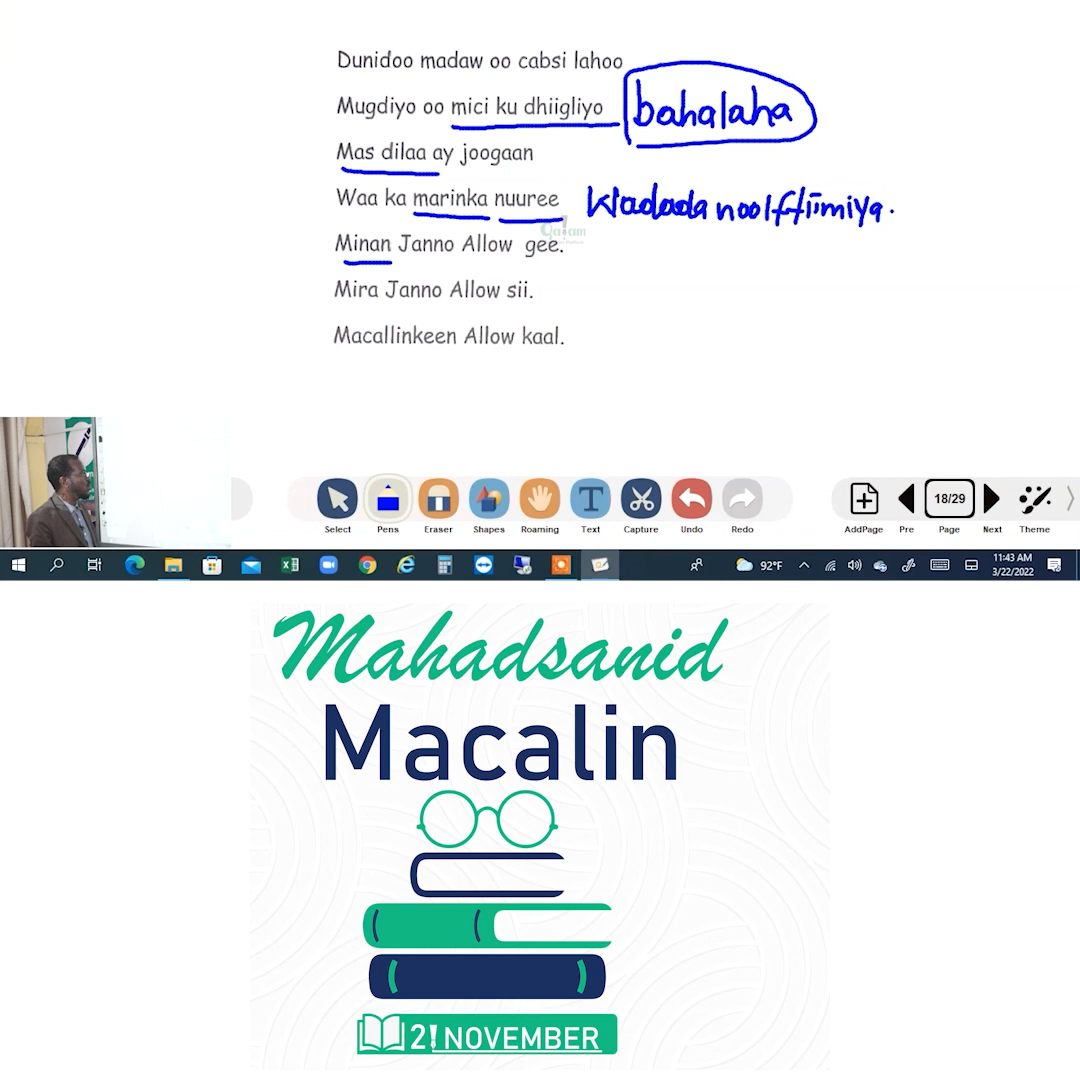 Dunidoo madaw oo cabsi lahoo
Mugdiyo oo mici ku dhiigliyo bahalaha
Mas dilaa ay joogaan
Waa ka marinka nuuree
Minan Janno Allow gee.
Mira Janno Allow sii.
Macallinkeen Allow kaal.
Select Pens Eraser Shapes Roaming Text Capture Undo Redo
18/29
AddPage Pre Page Next Theme
92°F
11:43 AM
3/22/2022
Mahadsanid
Macalin
21 NOVEMBER